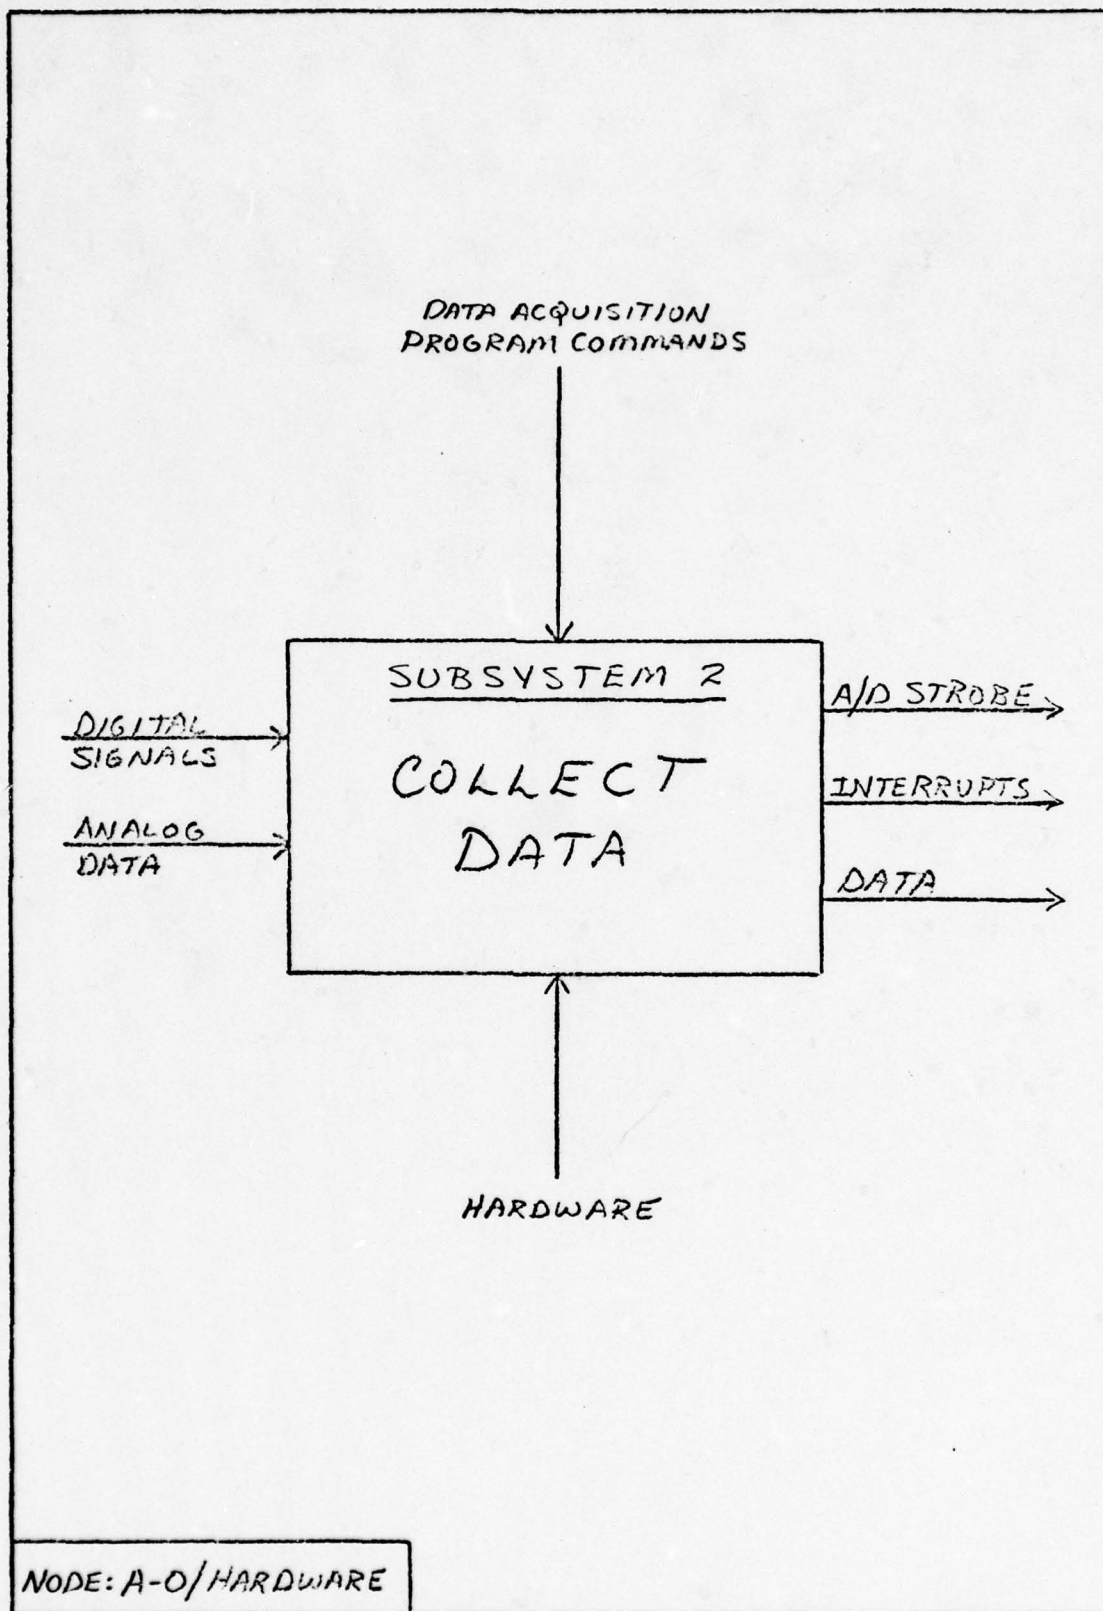 DATA ACQUISITION
PROGRAM COMMANDS
SUBSYSTEM 2
COLLECT
DATA
DIGITAL
SIGNALS
ANALOG
DATA
A/D STROBE
INTERRUPTS
DATA
HARDWARE
NODE: A-0/HARDWARE